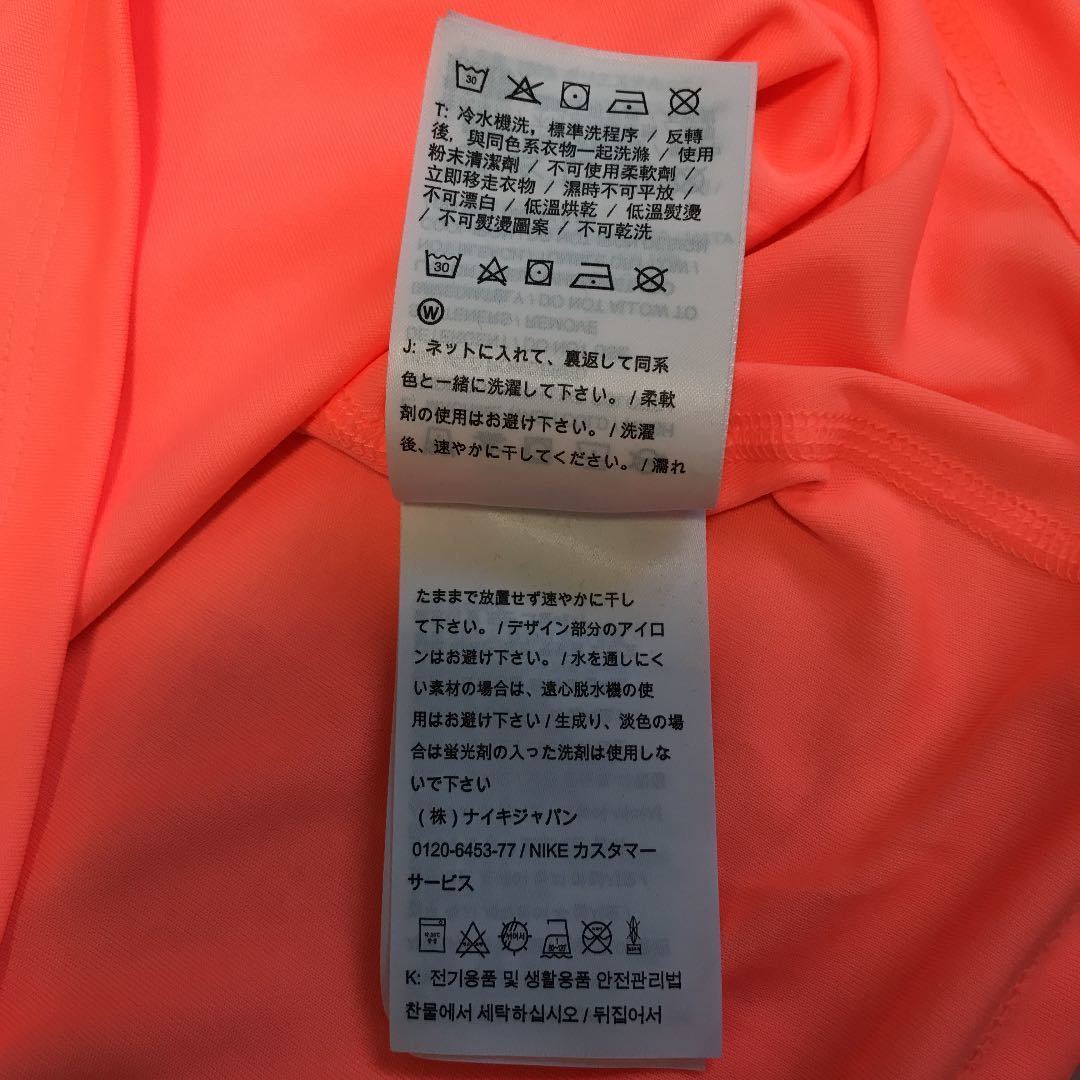 30
T: 冷水機洗，標準洗程序 / 反轉
後，與同色系衣物一起洗滌 / 使用
粉末清潔劑 / 不可使用柔軟劑 /
立即移走衣物 / 濕時不可平放 /
不可漂白 / 低溫烘乾 / 低溫熨燙
/ 不可熨燙圖案 / 不可乾洗
30
W
J: ネットに入れて、裏返して同系
色と一緒に洗濯して下さい。/ 柔軟
剤の使用はお避け下さい。/ 洗濯
後、速やかに干してください。/ 濡れ
たままで放置せず速やかに干し
て下さい。/ デザイン部分のアイロ
ンはお避け下さい。/ 水を通しにく
い素材の場合は、遠心脱水機の使
用はお避け下さい / 生成り、淡色の場
合は蛍光剤の入った洗剤は使用しな
いで下さい
(株) ナイキジャパン
0120-6453-77 / NIKE カスタマー
サービス
K: 전기용품 및 생활용품 안전관리법
찬물에서 세탁하십시오 / 뒤집어서